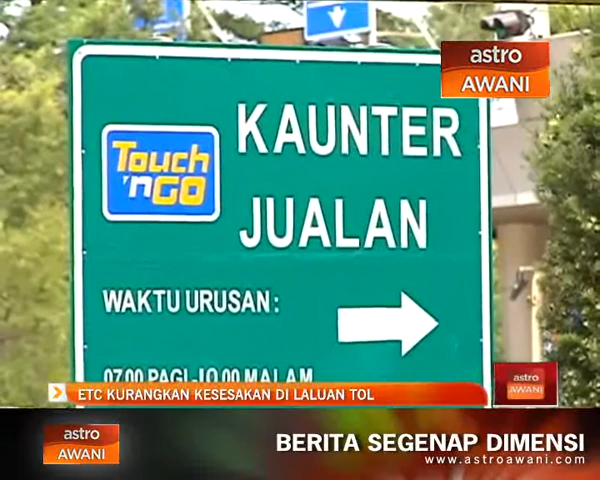 astro
AWANI
KAUNTER
JUALAN
Touch
'nGO
WAKTU URUSAN :
07.00 PAGI - 10.00 MALAM
ETC KURANGKAN KESESAKAN DI LALUAN TOL
astro
AWANI
astro
AWANI
BERITA SEGENAP DIMENSI
www.astroawani.com